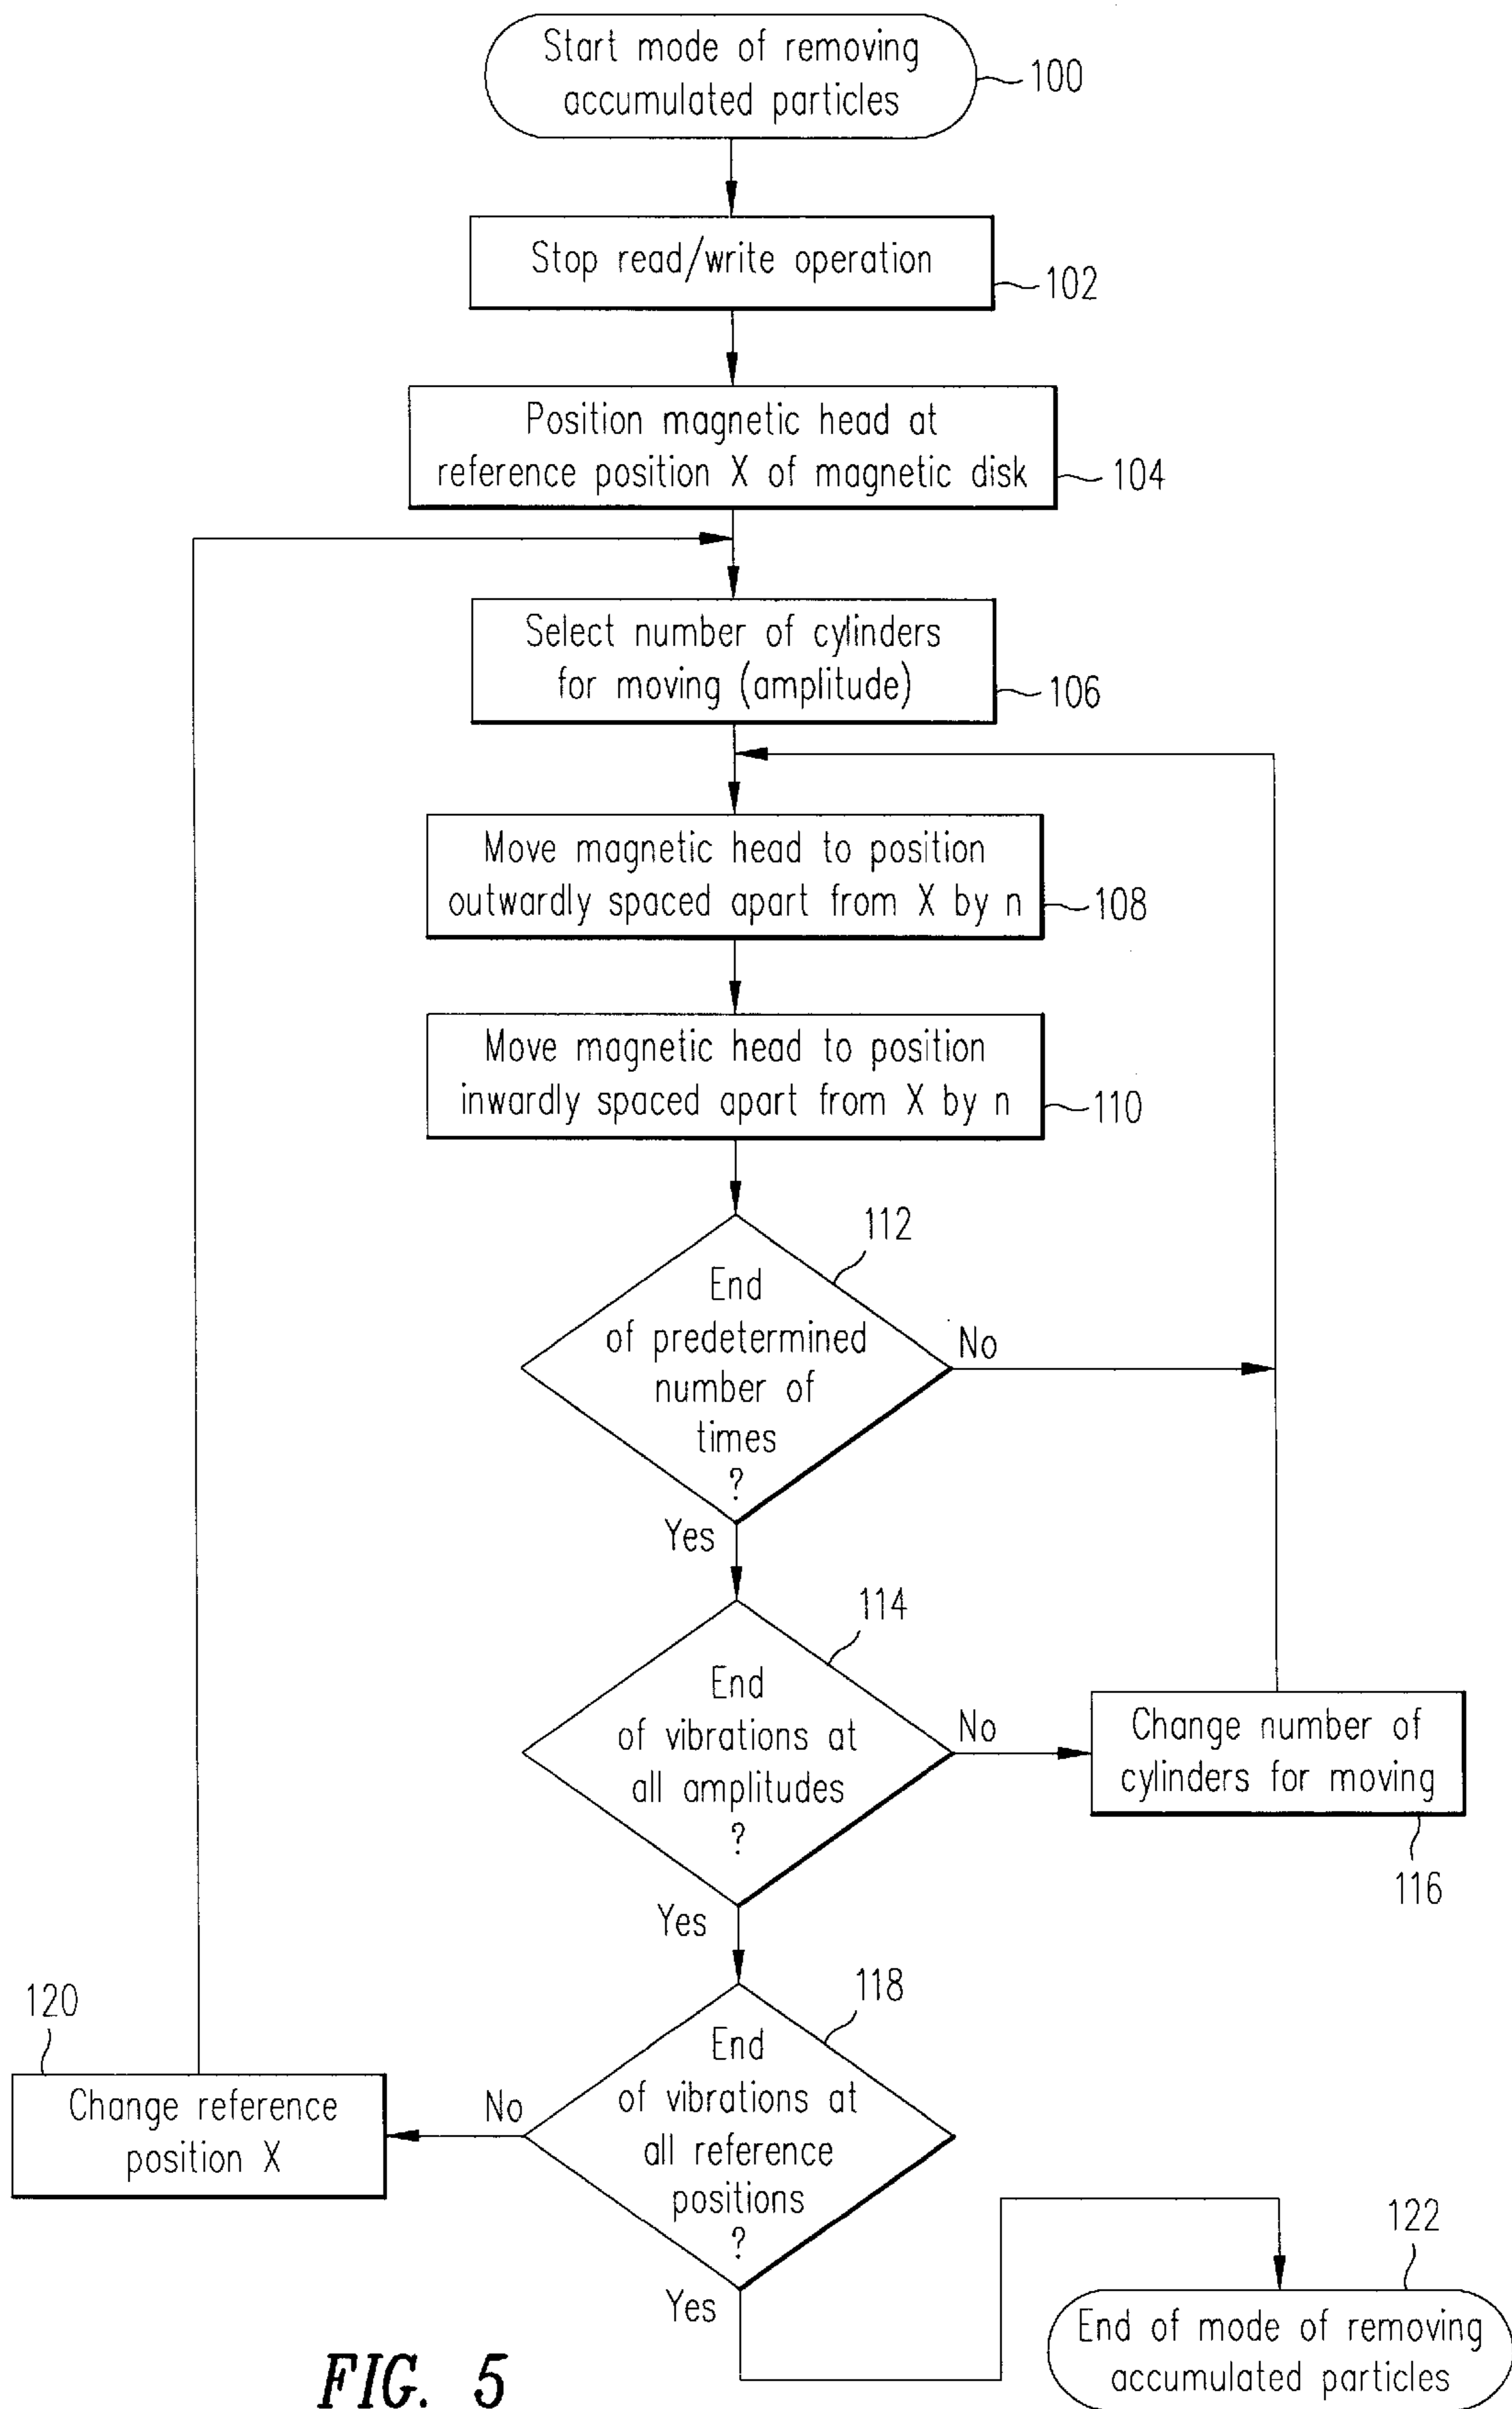 Start mode of removing
accumulated particles
100
Stop read/write operation
102
Position magnetic head at
reference position X of magnetic disk
104
Select number of cylinders
for moving (amplitude)
106
Move magnetic head to position
outwardly spaced apart from X by n
108
Move magnetic head to position
inwardly spaced apart from X by n
110
112
End
of predetermined
number of
times
?
No
Yes
114
End
of vibrations at
all amplitudes
?
No
Change number of
cylinders for moving
116
Yes
118
End
of vibrations at
all reference
positions
?
No
120
Change reference
position X
Yes
122
End of mode of removing
accumulated particles
FIG. 5